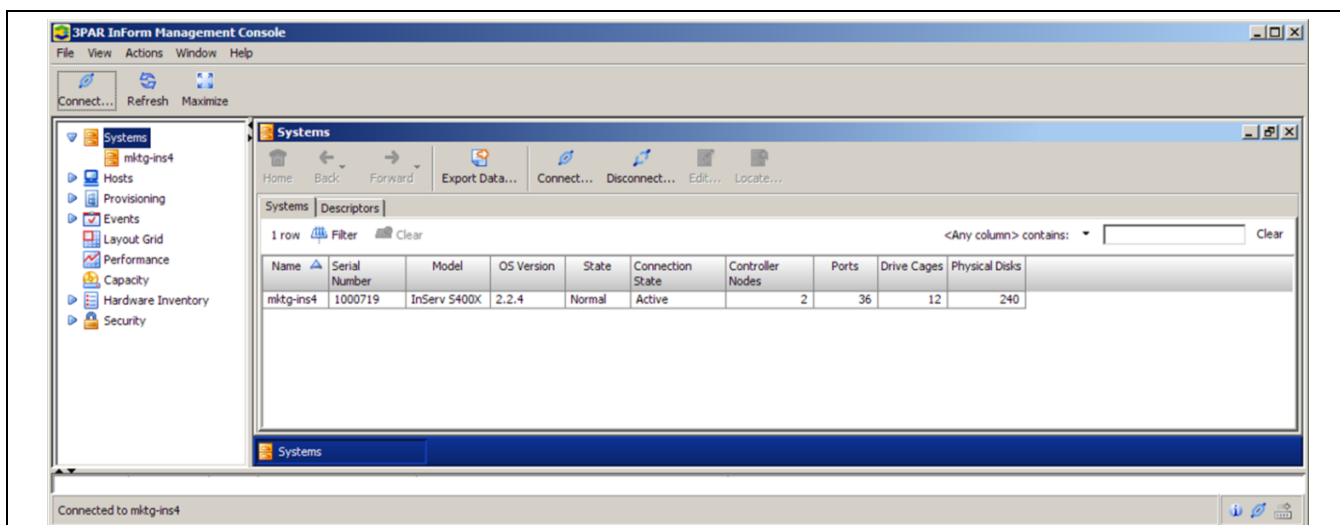 3PAR InForm Management Console
File View Actions Window Help
Connect... Refresh Maximize
Systems
mktg-ins4
Hosts
Provisioning
Events
Layout Grid
Performance
Capacity
Hardware Inventory
Security
Systems
Home Back Forward Export Data... Connect... Disconnect... Edit... Locate...
Systems Descriptors
1 row Filter Clear <Any column> contains: Clear
Name Serial Number Model OS Version State Connection State Controller Nodes Ports Drive Cages Physical Disks
mktg-ins4 1000719 InServ S400X 2.2.4 Normal Active 2 36 12 240
Systems
Connected to mktg-ins4